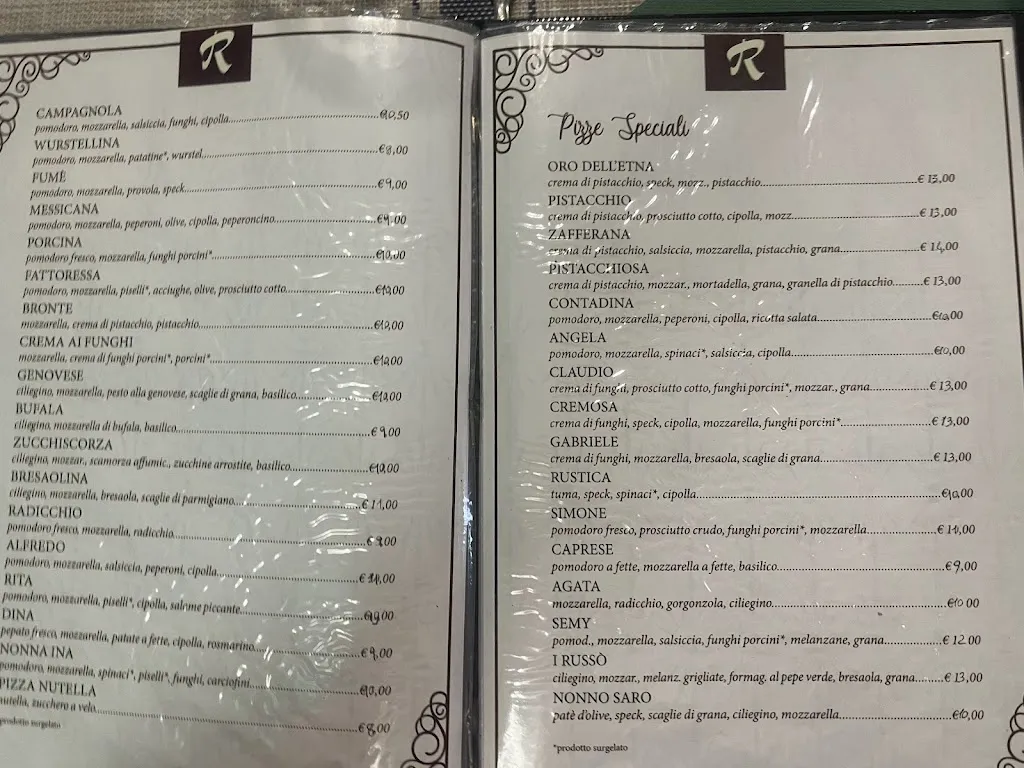 R
CAMPAGNOLA
pomodoro, mozzarella, salsiccia, funghi, cipolla...€10,50
WURSTELLINA
pomodoro, mozzarella, patatine*, wurstel...€8,00
FUMÈ
pomodoro, mozzarella, provola, speck...€9,00
MESSICANA
pomodoro, mozzarella, peperoni, olive, cipolla, peperoncino...€9,00
PORCINA
pomodoro fresco, mozzarella, funghi porcini*...€10,00
FATTORESSA
pomodoro, mozzarella, piselli*, acciughe, olive, prosciutto cotto...€10,00
BRONTE
mozzarella, crema di pistacchio, pistacchio...
CREMA AI FUNGHI
mozzarella, crema di funghi porcini*, porcini*...
GENOVESE
ciliegino, mozzarella, pesto alla genovese, scaglie di grana, basilico...
BUFALA
ciliegino, mozzarella di bufala, basilico...€ 9,00
ZUCCHISCORZA
ciliegino, mozzar., scamorza affumic., zucchine arrostite, basilico...€10,00
BRESAOLINA
ciliegino, mozzarella, bresaola, scaglie di parmigiano...€ 11,00
RADICCHIO
pomodoro fresco, mozzarella, radicchio...
ALFREDO
pomodoro, mozzarella, salsiccia, peperoni, cipolla...
RITA
pomodoro, mozzarella, piselli*, cipolla, salame piccante...
DINA
pepato fresco, mozzarella, patate a fette, cipolla, rosmarino...€ 9,00
NONNA INA
pomodoro, mozzarella, spinaci*, piselli*, funghi, carciofini...€10,00
PIZZA NUTELLA
nutella, zucchero a velo...€8,00
prodotto surgelato
R
Pizze Speciali
ORO DELL'ETNA
crema di pistacchio, speck, mozz., pistacchio...€ 13,00
PISTACCHIO
crema di pistacchio, prosciutto cotto, cipolla, mozz...€ 13,00
ZAFFERANA
crema di pistacchio, salsiccia, mozzarella, pistacchio, grana...€ 14,00
PISTACCHIOSA
crema di pistacchio, mozzar., mortadella, grana, granella di pistacchio...€ 13,00
CONTADINA
pomodoro, mozzarella, peperoni, cipolla, ricotta salata...€10,00
ANGELA
pomodoro, mozzarella, spinaci*, salsiccia, cipolla...€10,00
CLAUDIO
crema di funghi, prosciutto cotto, funghi porcini*, mozzar., grana...€ 13,00
CREMOSA
crema di funghi, speck, cipolla, mozzarella, funghi porcini*...€ 13,00
GABRIELE
crema di funghi, mozzarella, bresaola, scaglie di grana...€ 13,00
RUSTICA
tuma, speck, spinaci*, cipolla...€10,00
SIMONE
pomodoro fresco, prosciutto crudo, funghi porcini*, mozzarella...€ 14,00
CAPRESE
pomodoro a fette, mozzarella a fette, basilico...€9,00
AGATA
mozzarella, radicchio, gorgonzola, ciliegino...€10 00
SEMY
pomod., mozzarella, salsiccia, funghi porcini*, melanzane, grana...€ 12 00
I RUSSÒ
ciliegino, mozzar., melanz. grigliate, formag. al pepe verde, bresaola, grana...€ 13,00
NONNO SARO
patè d'olive, speck, scaglie di grana, ciliegino, mozzarella...€10,00
*prodotto surgelato